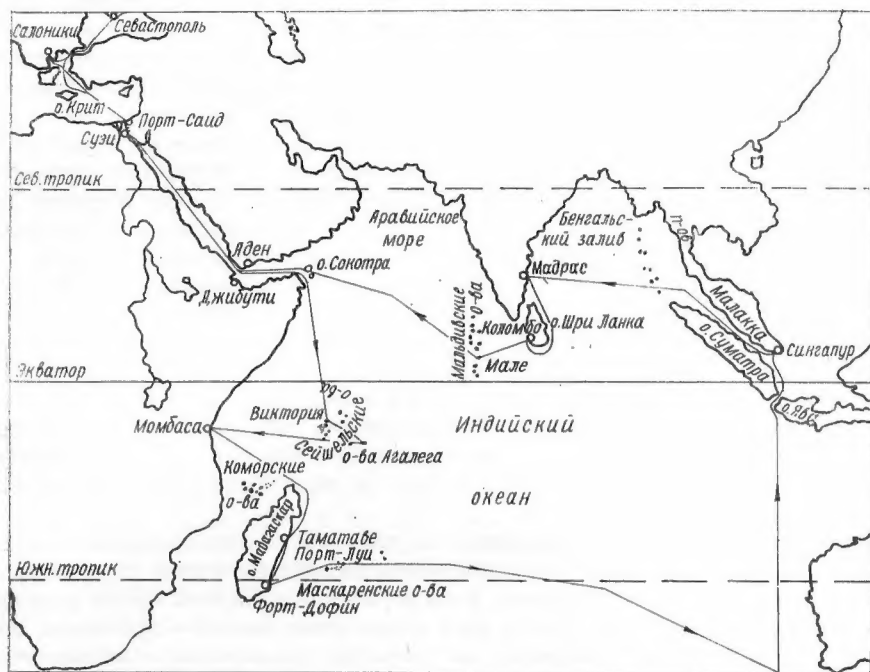 Салоники
Севастополь
о.Крит
Порт-Саид
Суэц
Сев.тропик
Аравийское
море
Бенгаль-
ский залив
п-ов
Малакка
Аден
о.Сокотра
Джибути
Мадрас
Мальдивские
о-ва
Коломбо
о.Шри Ланка
Мале
о.Суматра
Сингапур
Экватор
о.Ява
Момбаса
Виктория
Сейшельские
о-ва
о-ва Агалега
Индийский
океан
Коморские
о-ва
о.Мадагаскар
Таматаве
Порт-Луи
Южн.тропик
Маскаренские о-ва
Форт-Дофин